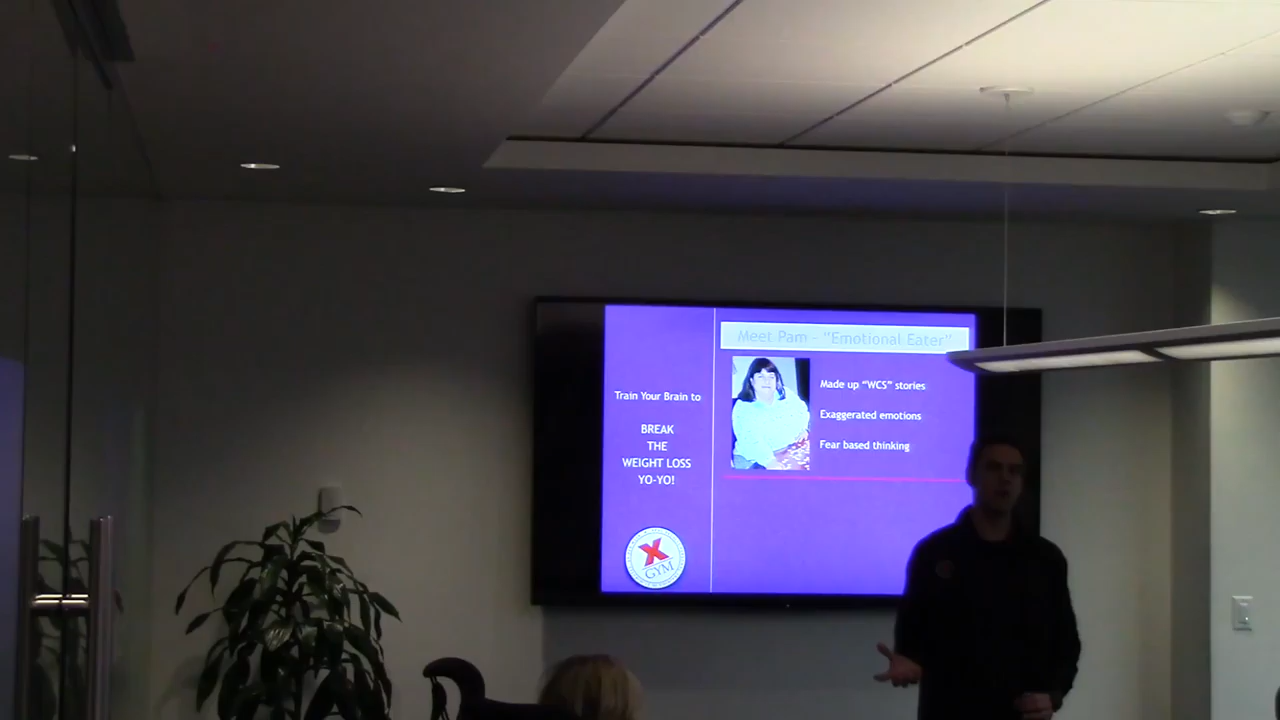 Meet Pam - "Emotional Eater"
Made up "WCS" stories
Exaggerated emotions
Fear based thinking
Train Your Brain to
BREAK
THE
WEIGHT LOSS
YO-YO!
X
GYM